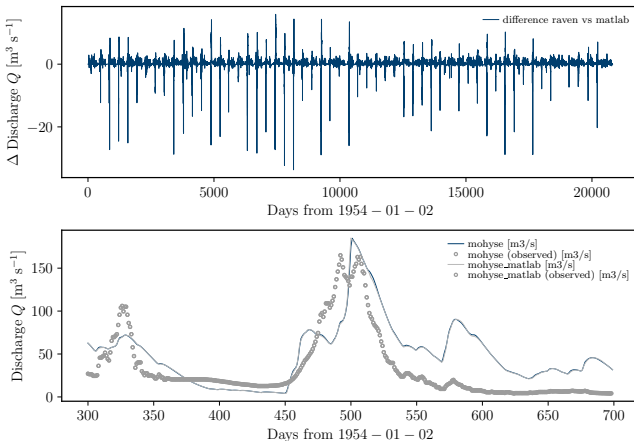 difference raven vs matlab
Δ Discharge Q [m³ s⁻¹]
0
−20
0
5000
10000
15000
20000
Days from 1954 − 01 − 02
mohyse [m3/s]
mohyse (observed) [m3/s]
mohyse_matlab [m3/s]
mohyse_matlab (observed) [m3/s]
Discharge Q [m³ s⁻¹]
150
100
50
0
300
350
400
450
500
550
600
650
700
Days from 1954 − 01 − 02